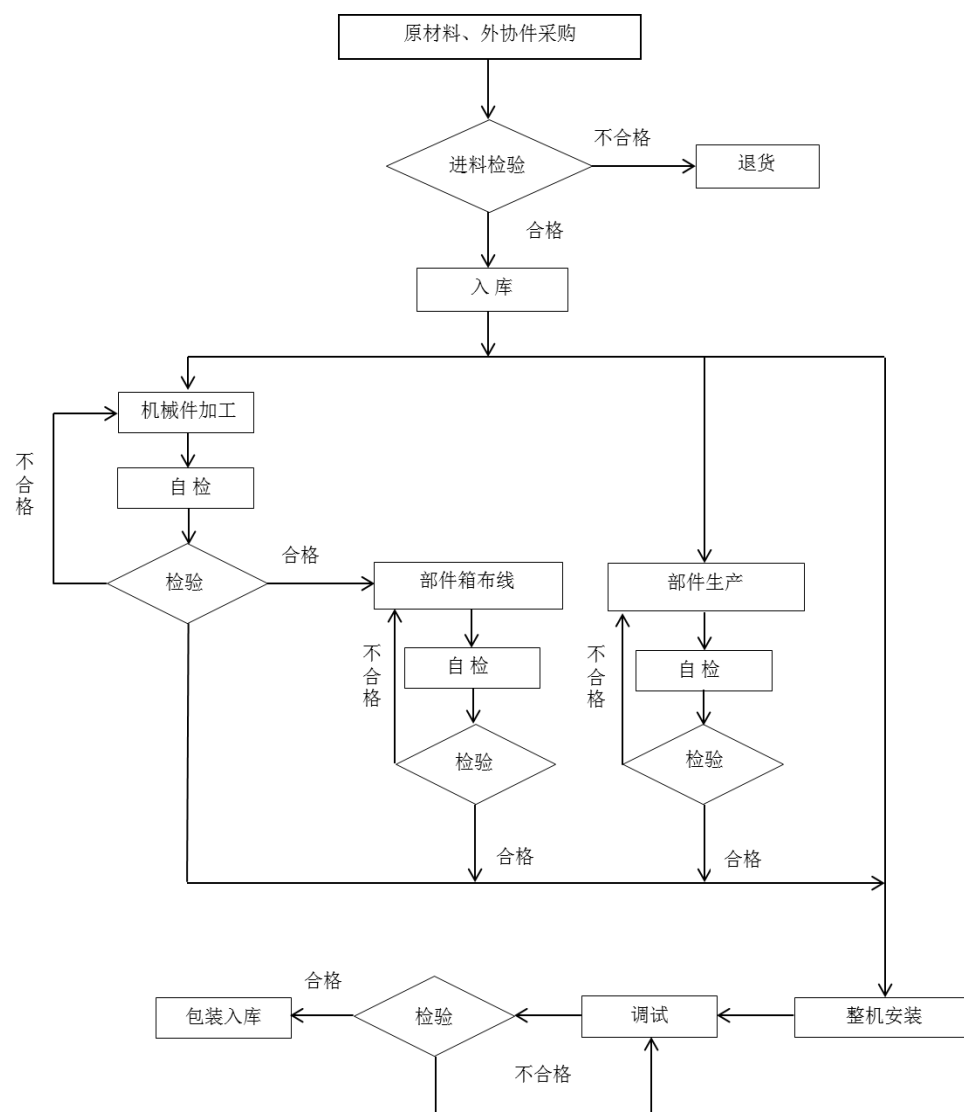 原材料、外协件采购
不合格
进料检验
退货
合格
入 库
机械件加工
不合格
自 检
合格
检验
部件箱布线
部件生产
不合格
自 检
不合格
自 检
检验
检验
合格
合格
合格
包装入库
检验
调试
整机安装
不合格